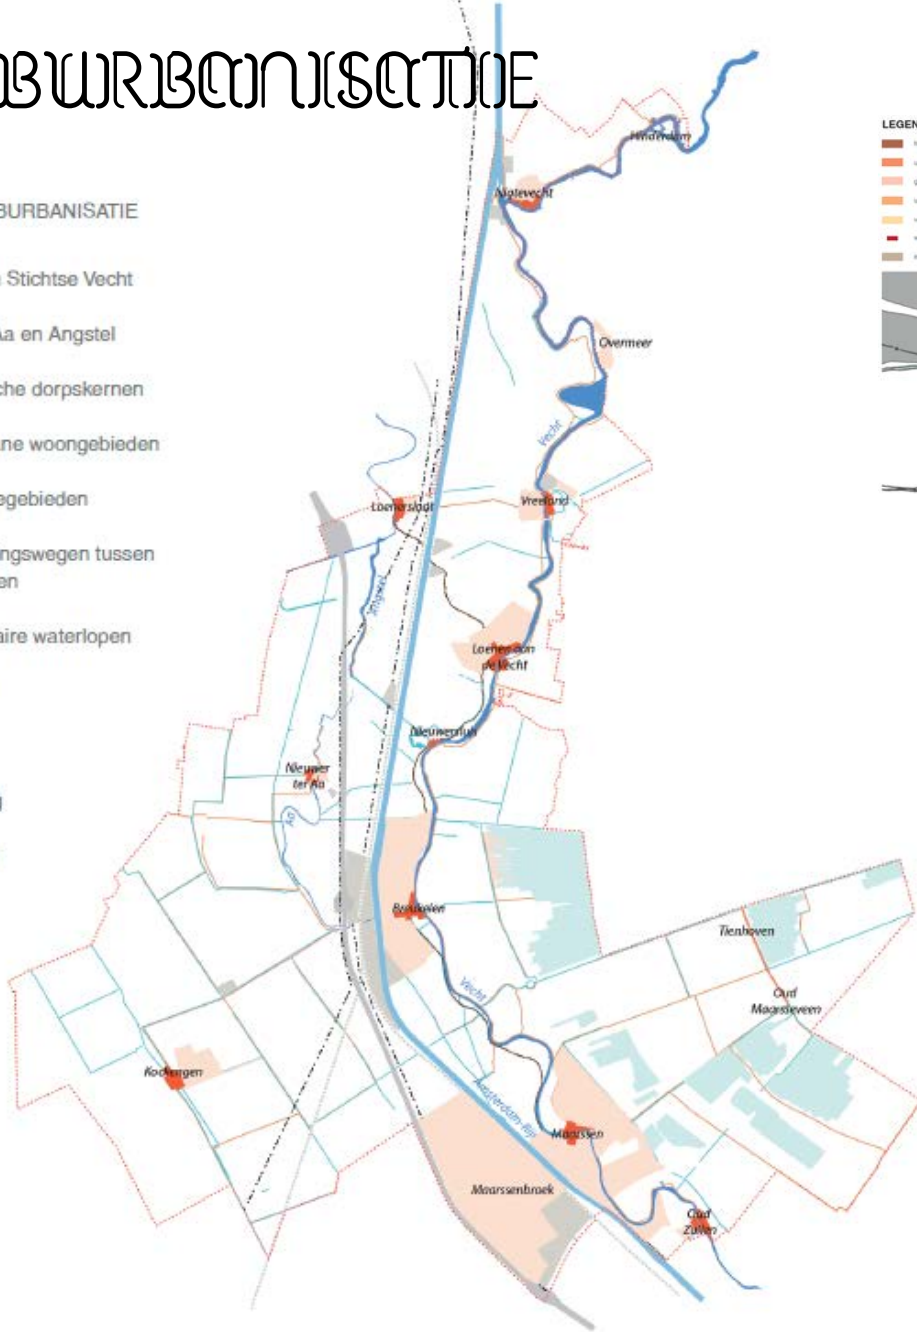 BURBANISATIE
BURBANISATIE
Stichtse Vecht
Aa en Angstel
che dorpskernen
ne woongebieden
egebieden
ngswegen tussen
en
aire waterlopen
LEGEN
Hinderdam
Nigtevecht
Overmeer
Vecht
Vreeland
Loenersloot
Angstel
Loenen aan
de Vecht
Nieuwersluis
Nieuwer
ter Aa
Aa
Breukelen
Tienhoven
Oud
Maarsseveen
Vecht
Kockengen
Amsterdam-Rijn
Maarssen
Maarssenbroek
Oud
Zuilen